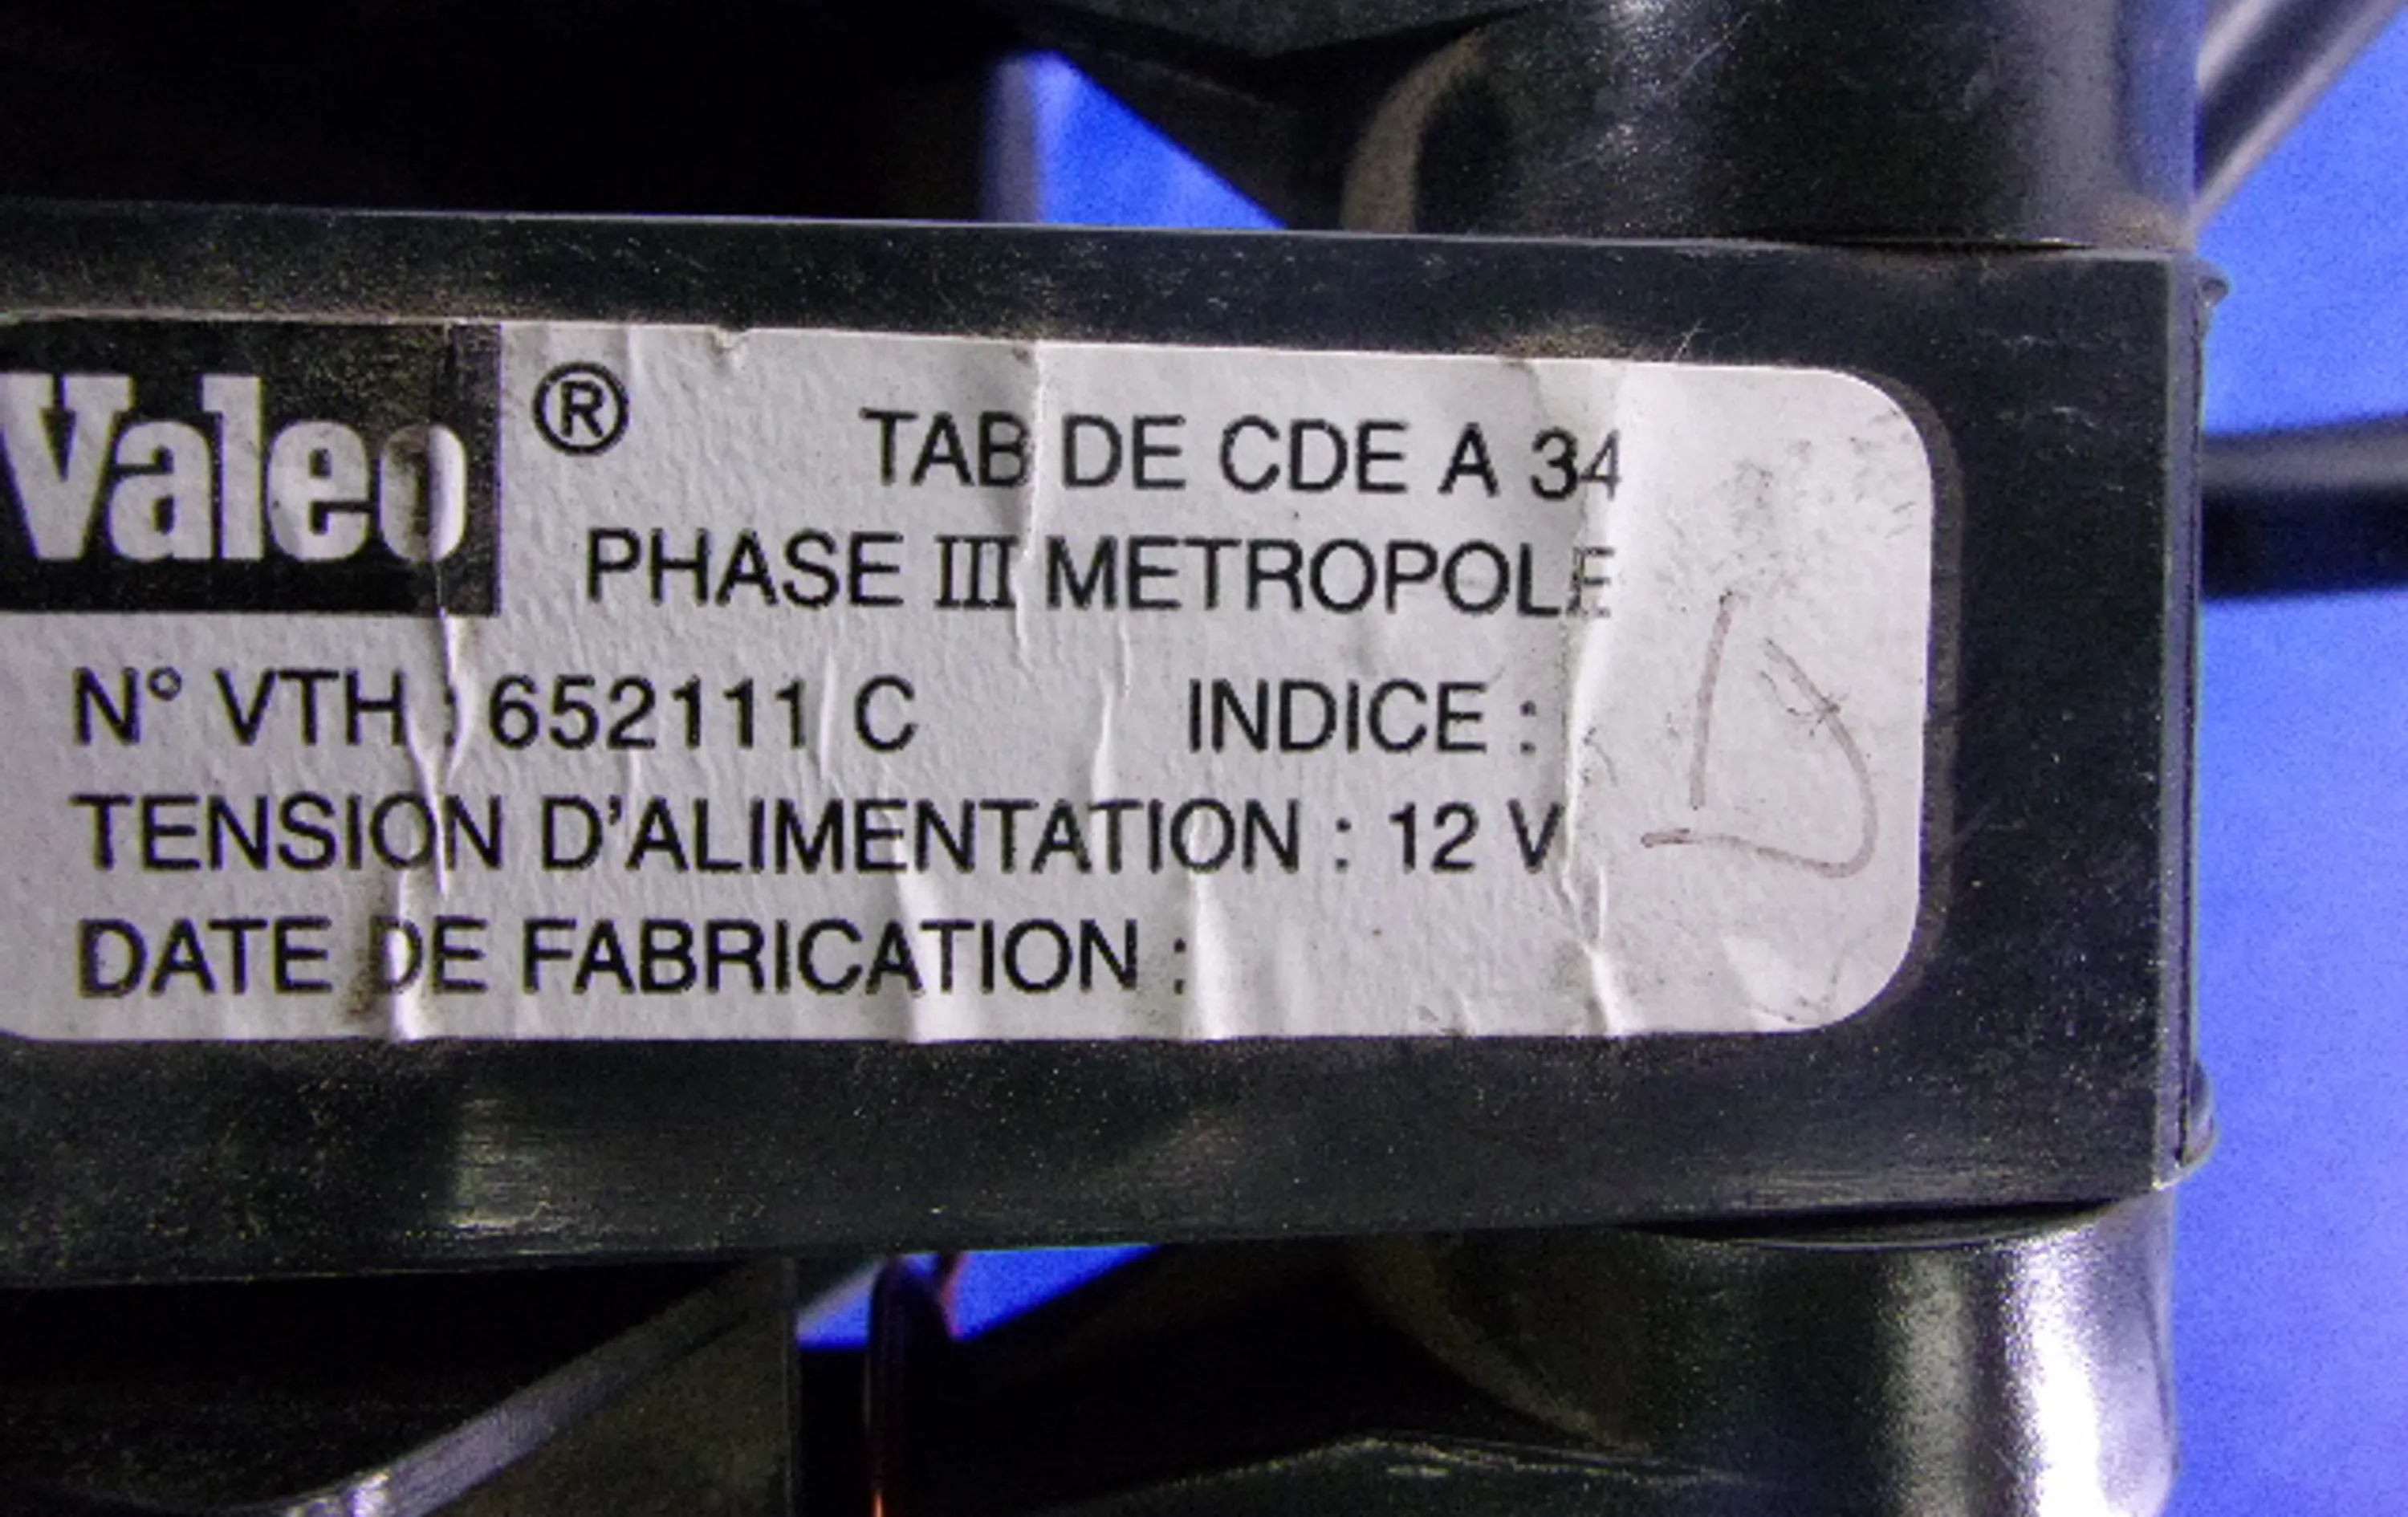 Valeo ® TAB DE CDE A 34
PHASE III METROPOLE
N° VTH : 652111 C INDICE : D
TENSION D'ALIMENTATION : 12 V
DATE DE FABRICATION :